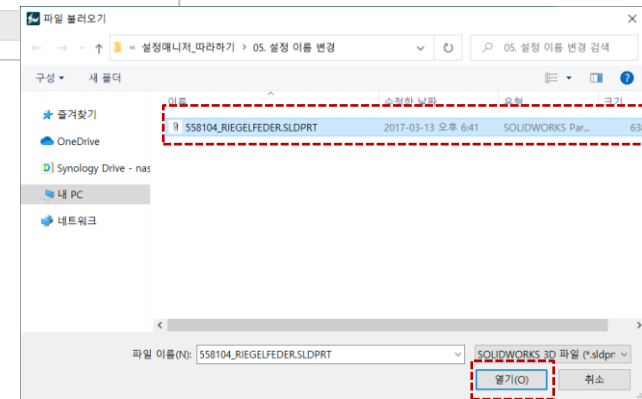 파일 불러오기
« 설정매니저_따라하기 > 05. 설정 이름 변경
05. 설정 이름 변경 검색
구성 새 폴더
이름 수정한 날짜 유형 크기
558104_RIEGELFEDER.SLDPRT 2017-03-13 오후 6:41 SOLIDWORKS Par...
즐겨찾기
OneDrive
Synology Drive - nas
내 PC
네트워크
파일 이름(N): 558104_RIEGELFEDER.SLDPRT SOLIDWORKS 3D 파일 (*.sldpr
열기(O) 취소